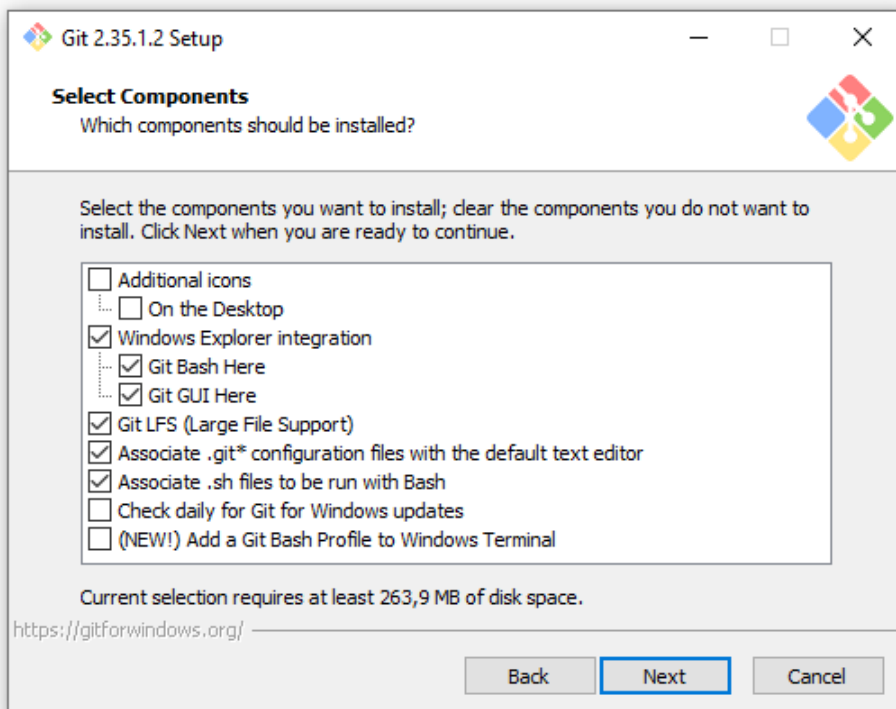 Git 2.35.1.2 Setup
Select Components
Which components should be installed?
Select the components you want to install; clear the components you do not want to
install. Click Next when you are ready to continue.
Additional icons
On the Desktop
Windows Explorer integration
Git Bash Here
Git GUI Here
Git LFS (Large File Support)
Associate .git* configuration files with the default text editor
Associate .sh files to be run with Bash
Check daily for Git for Windows updates
(NEW!) Add a Git Bash Profile to Windows Terminal
Current selection requires at least 263,9 MB of disk space.
https://gitforwindows.org/
Back Next Cancel